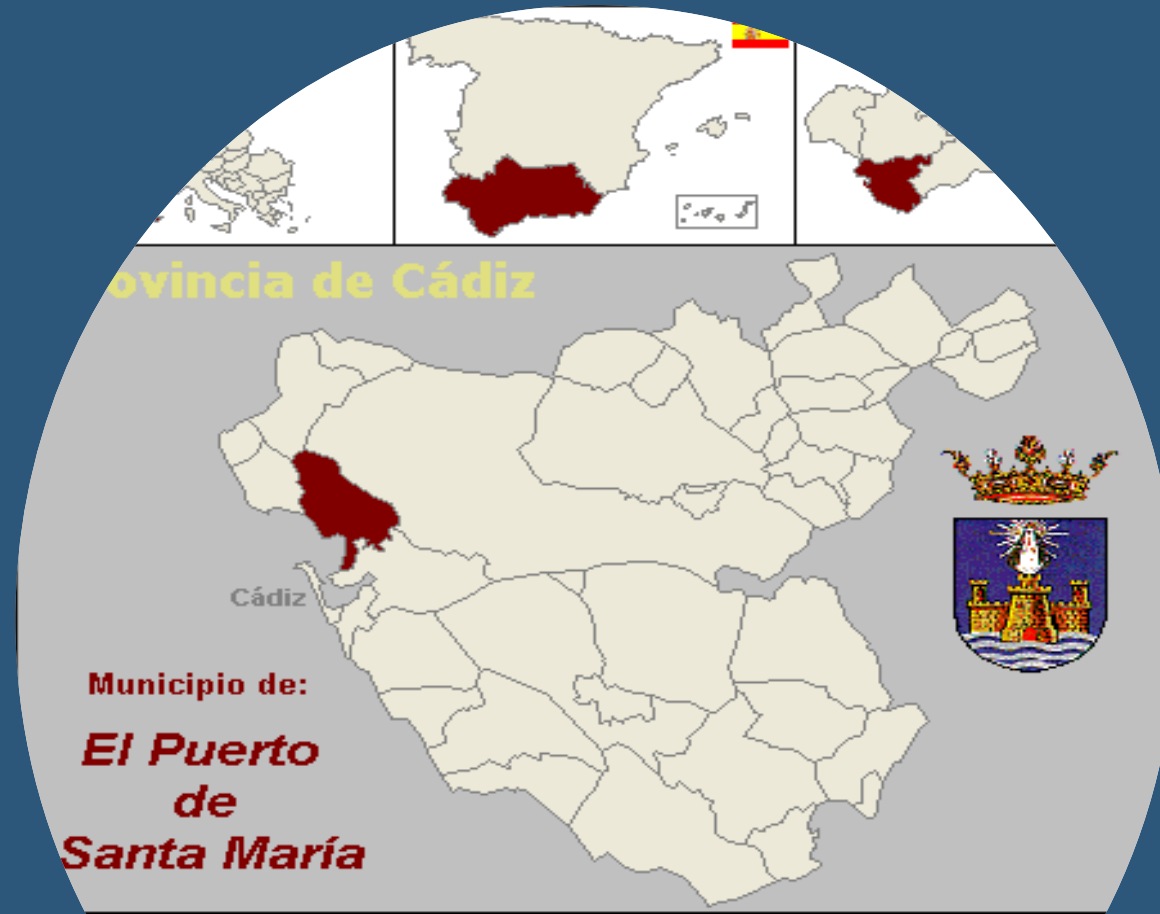 ovincia de Cádiz
Cádiz
Municipio de:
El Puerto
de
Santa María